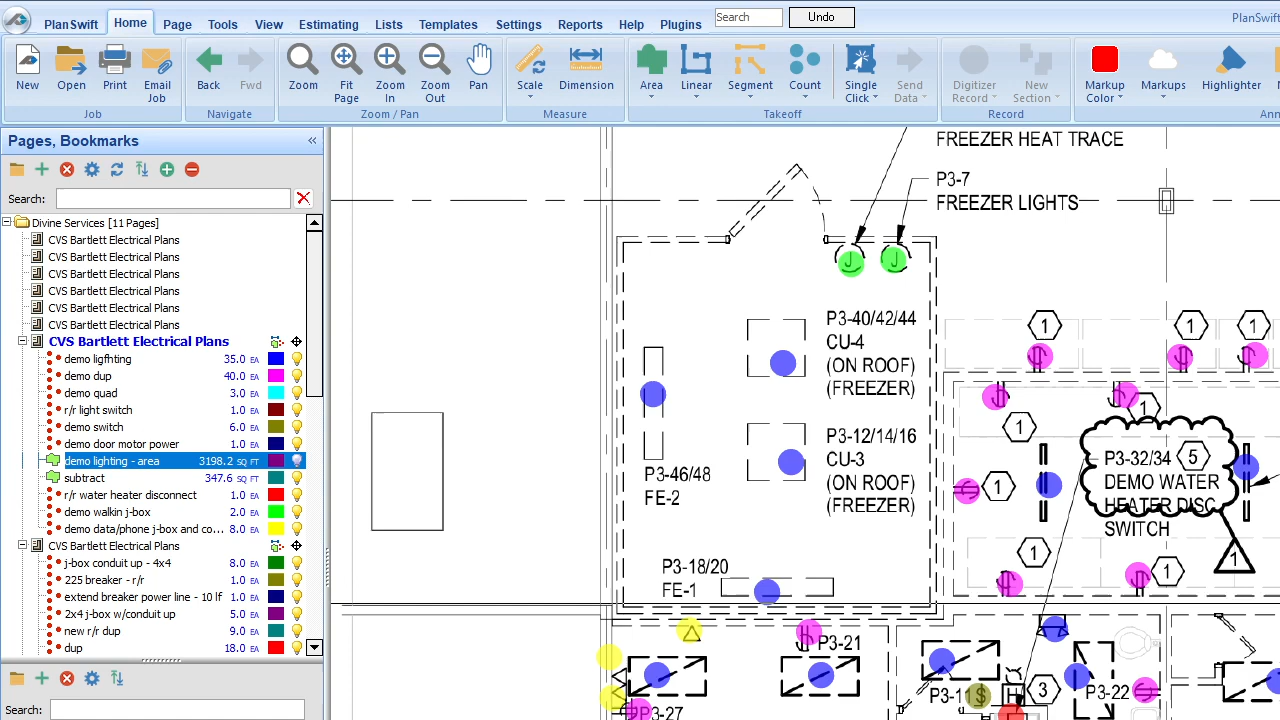 PlanSwift Home Page Tools View Estimating Lists Templates Settings Reports Help Plugins Search Undo PlanSwift
New Open Print Email Job Back Fwd Zoom Fit Page Zoom In Zoom Out Pan Scale Dimension Area Linear Segment Count Single Click Send Data Digitizer Record New Section Markup Color Markups Highlighter
Job Navigate Zoom / Pan Measure Takeoff Record Ann
Pages, Bookmarks
Search:
Divine Services [11 Pages]
CVS Bartlett Electrical Plans
CVS Bartlett Electrical Plans
CVS Bartlett Electrical Plans
CVS Bartlett Electrical Plans
CVS Bartlett Electrical Plans
CVS Bartlett Electrical Plans
CVS Bartlett Electrical Plans
demo ligfhting 35.0 EA
demo dup 40.0 EA
demo quad 3.0 EA
r/r light switch 1.0 EA
demo switch 6.0 EA
demo door motor power 1.0 EA
demo lighting - area 3198.2 SQ FT
subtract 347.6 SQ FT
r/r water heater disconnect 1.0 EA
demo walkin j-box 2.0 EA
demo data/phone j-box and co... 8.0 EA
CVS Bartlett Electrical Plans
j-box conduit up - 4x4 8.0 EA
225 breaker - r/r 1.0 EA
extend breaker power line - 10 lf 1.0 EA
2x4 j-box w/conduit up 5.0 EA
new r/r dup 9.0 EA
dup 18.0 EA
Search:
FREEZER HEAT TRACE
P3-7
FREEZER LIGHTS
J J
P3-40/42/44
CU-4
(ON ROOF)
(FREEZER)
P3-12/14/16
CU-3
(ON ROOF)
(FREEZER)
P3-46/48
FE-2
P3-18/20
FE-1
1 1 1
1 1
1
1 1
P3-32/34 5
DEMO WATER
HEATER DISC
SWITCH
1
P3-21
P3-27
P3-11
$ H 3
P3-22